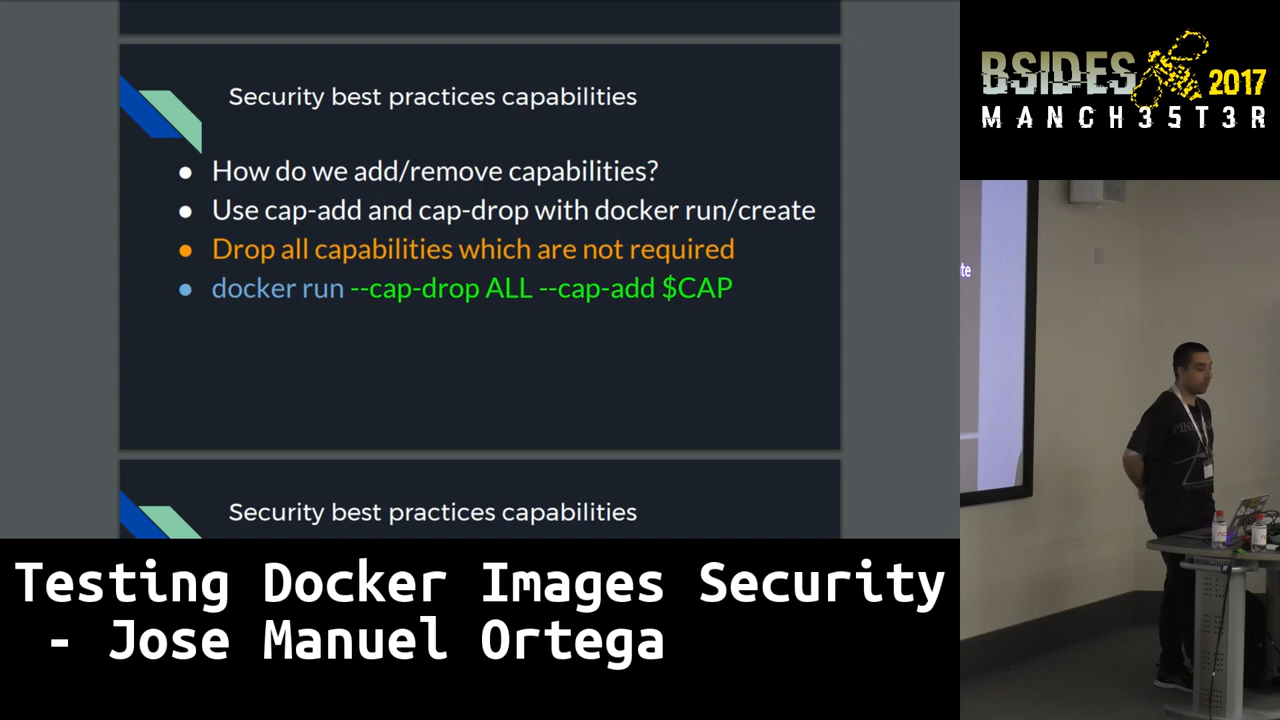 Security best practices capabilities
● How do we add/remove capabilities?
● Use cap-add and cap-drop with docker run/create
● Drop all capabilities which are not required
● docker run --cap-drop ALL --cap-add $CAP
Security best practices capabilities
BSIDES 2017
MANCH35T3R
te
Testing Docker Images Security
- Jose Manuel Ortega